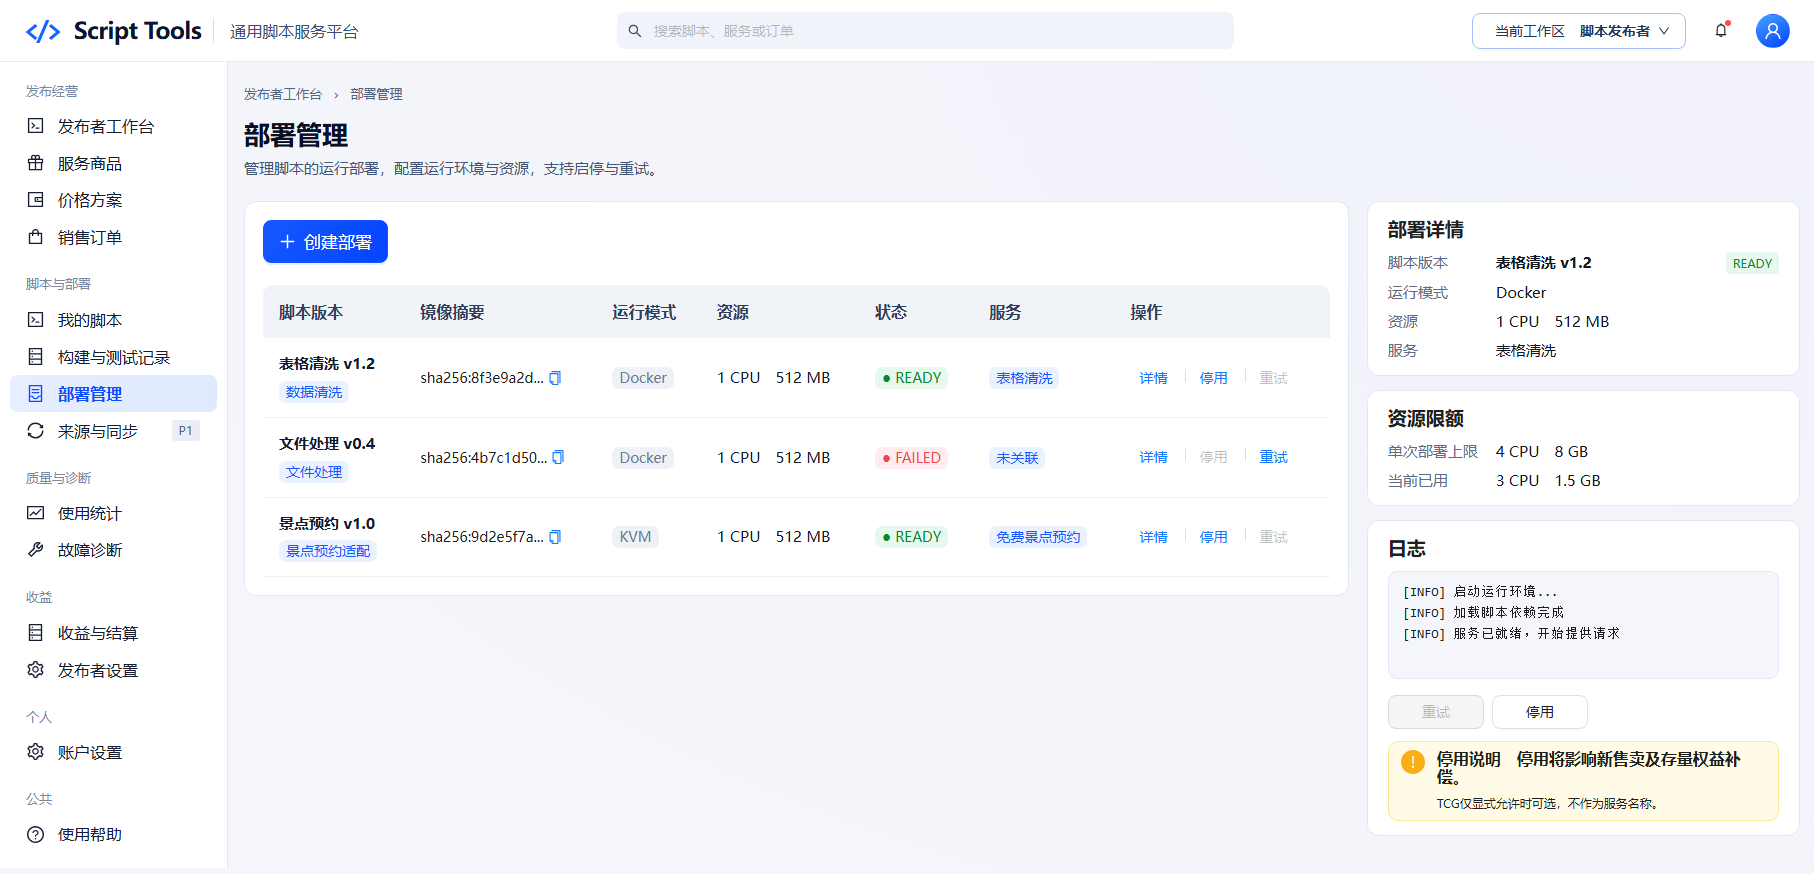 </> Script Tools 通用脚本服务平台
搜索脚本、服务或订单
当前工作区 脚本发布者
发布经营
发布者工作台
服务商品
价格方案
销售订单
脚本与部署
我的脚本
构建与测试记录
部署管理
来源与同步 P1
质量与诊断
使用统计
故障诊断
收益
收益与结算
发布者设置
个人
账户设置
公共
使用帮助
发布者工作台 › 部署管理
部署管理
管理脚本的运行部署，配置运行环境与资源，支持启停与重试。
+ 创建部署
脚本版本 镜像摘要 运行模式 资源 状态 服务 操作
表格清洗 v1.2
数据清洗
sha256:8f3e9a2d... Docker 1 CPU 512 MB READY 表格清洗 详情 停用 重试
文件处理 v0.4
文件处理
sha256:4b7c1d50... Docker 1 CPU 512 MB FAILED 未关联 详情 停用 重试
景点预约 v1.0
景点预约适配
sha256:9d2e5f7a... KVM 1 CPU 512 MB READY 免费景点预约 详情 停用 重试
部署详情
脚本版本 表格清洗 v1.2 READY
运行模式 Docker
资源 1 CPU 512 MB
服务 表格清洗
资源限额
单次部署上限 4 CPU 8 GB
当前已用 3 CPU 1.5 GB
日志
[INFO] 启动运行环境...
[INFO] 加载脚本依赖完成
[INFO] 服务已就绪，开始提供请求
重试 停用
停用说明 停用将影响新售卖及存量权益补
偿。
TCG仅显式允许时可选，不作为服务名称。